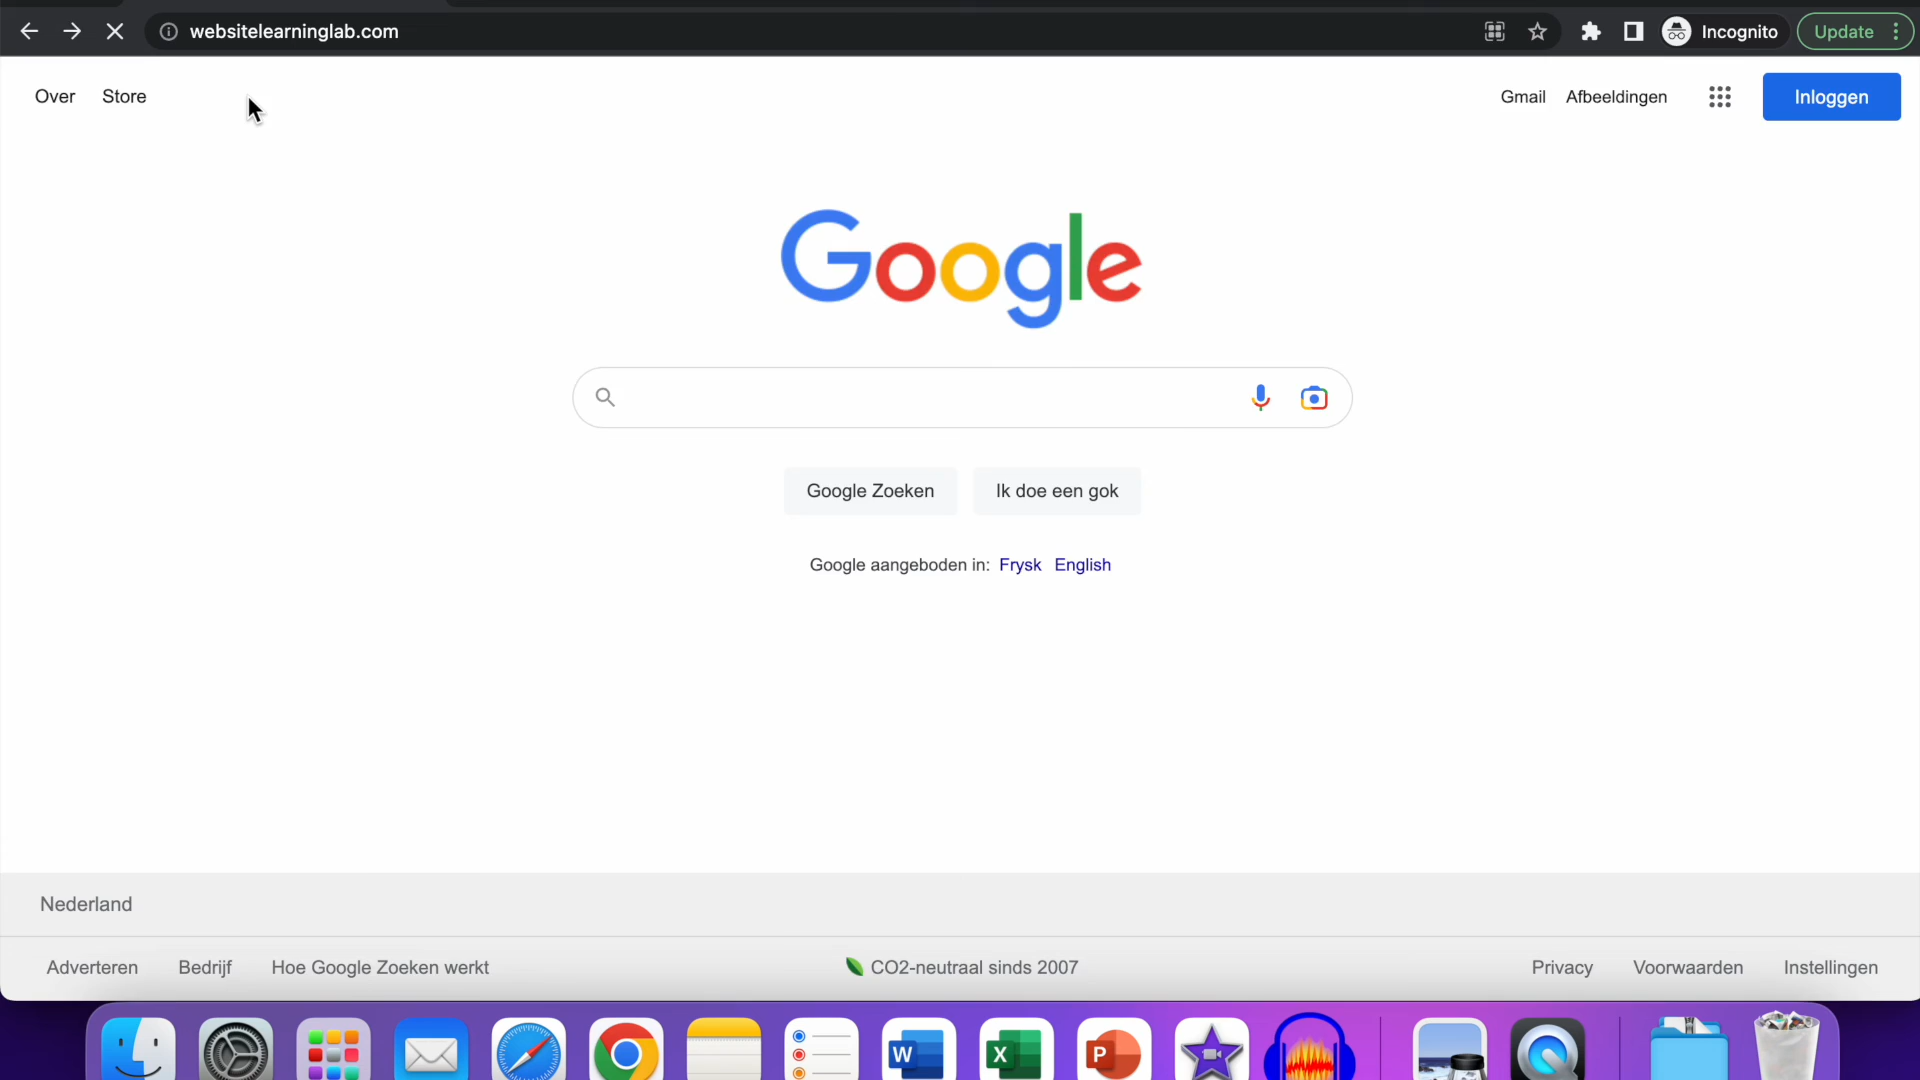 websitelearninglab.com
Incognito
Update
Over Store
Gmail Afbeeldingen
Inloggen
Google
Google Zoeken
Ik doe een gok
Google aangeboden in: Frysk English
Nederland
Adverteren Bedrijf Hoe Google Zoeken werkt
CO2-neutraal sinds 2007
Privacy Voorwaarden Instellingen
W
X
P